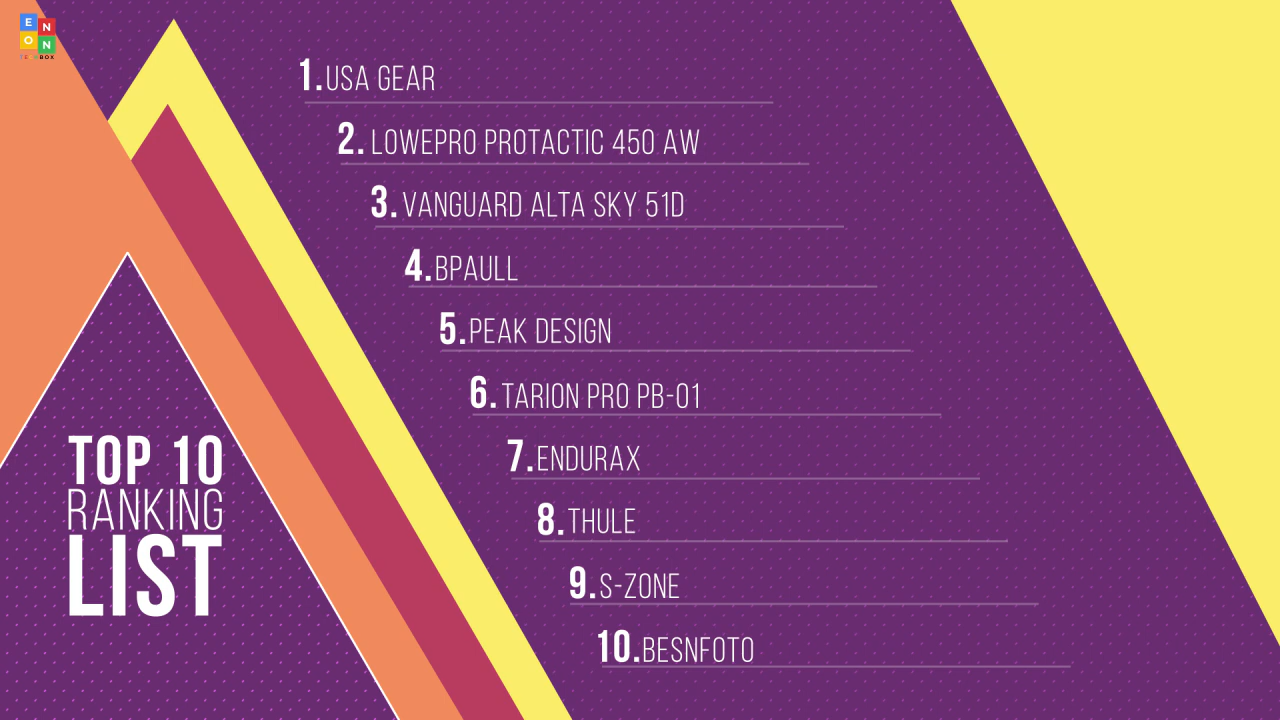 E N
O N
TECHBOX
1. USA GEAR
2. LOWEPRO PROTACTIC 450 AW
3. VANGUARD ALTA SKY 51D
4. BPAULL
5. PEAK DESIGN
6. TARION PRO PB-01
7. ENDURAX
8. THULE
9. S-ZONE
10. BESNFOTO
TOP 10
RANKING
LIST